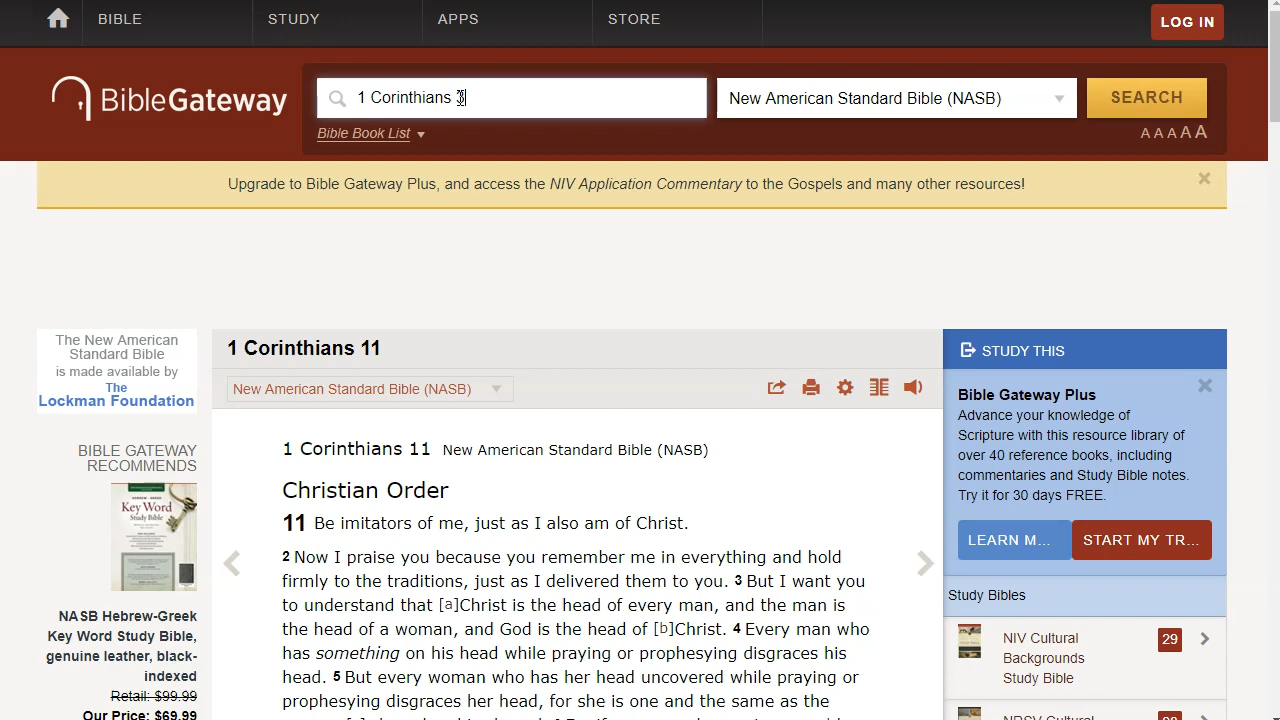 BIBLE STUDY APPS STORE LOG IN
BibleGateway
1 Corinthians 3
New American Standard Bible (NASB)
SEARCH
Bible Book List
A A A A A
Upgrade to Bible Gateway Plus, and access the NIV Application Commentary to the Gospels and many other resources!
The New American
Standard Bible
is made available by
The
Lockman Foundation
BIBLE GATEWAY
RECOMMENDS
HEBREW-GREEK
Key Word
Study Bible
NASB Hebrew-Greek
Key Word Study Bible,
genuine leather, black-
indexed
Retail: $99.99
Our Price: $69.99
1 Corinthians 11
New American Standard Bible (NASB)
1 Corinthians 11 New American Standard Bible (NASB)
Christian Order
11 Be imitators of me, just as I also am of Christ.
2 Now I praise you because you remember me in everything and hold
firmly to the traditions, just as I delivered them to you. 3 But I want you
to understand that [a]Christ is the head of every man, and the man is
the head of a woman, and God is the head of [b]Christ. 4 Every man who
has something on his head while praying or prophesying disgraces his
head. 5 But every woman who has her head uncovered while praying or
prophesying disgraces her head, for she is one and the same as the
STUDY THIS
Bible Gateway Plus
Advance your knowledge of
Scripture with this resource library of
over 40 reference books, including
commentaries and Study Bible notes.
Try it for 30 days FREE.
LEARN M...
START MY TR...
Study Bibles
NIV Cultural
Backgrounds
Study Bible
29
NRSV Cultural